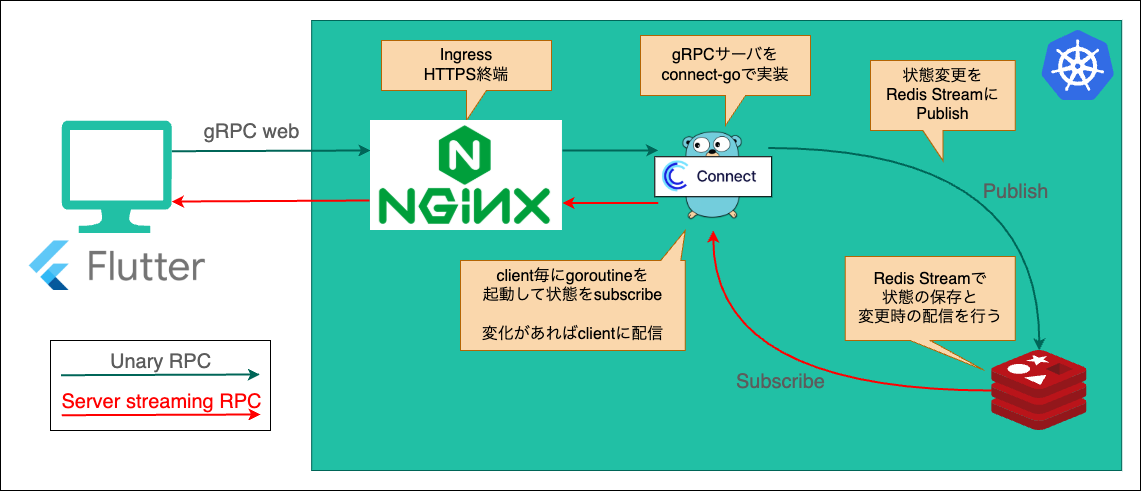 Ingress
HTTPS終端
gRPCサーバを
connect-goで実装
状態変更を
Redis Streamに
Publish
gRPC web
NGINX
Connect
Publish
Flutter
client毎にgoroutineを
起動して状態をsubscribe
変化があればclientに配信
Redis Streamで
状態の保存と
変更時の配信を行う
Subscribe
Unary RPC
Server streaming RPC